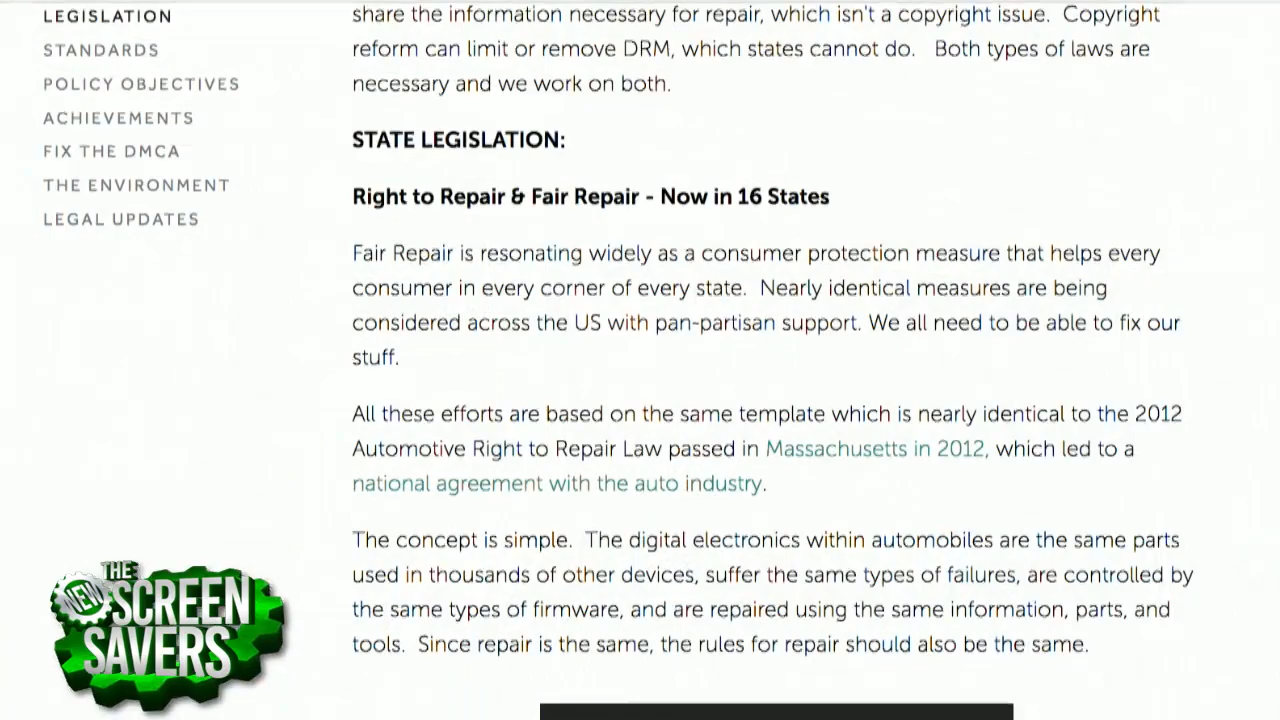 LEGISLATION
STANDARDS
POLICY OBJECTIVES
ACHIEVEMENTS
FIX THE DMCA
THE ENVIRONMENT
LEGAL UPDATES
share the information necessary for repair, which isn't a copyright issue. Copyright
reform can limit or remove DRM, which states cannot do. Both types of laws are
necessary and we work on both.
STATE LEGISLATION:
Right to Repair & Fair Repair - Now in 16 States
Fair Repair is resonating widely as a consumer protection measure that helps every
consumer in every corner of every state. Nearly identical measures are being
considered across the US with pan-partisan support. We all need to be able to fix our
stuff.
All these efforts are based on the same template which is nearly identical to the 2012
Automotive Right to Repair Law passed in Massachusetts in 2012, which led to a
national agreement with the auto industry.
The concept is simple. The digital electronics within automobiles are the same parts
used in thousands of other devices, suffer the same types of failures, are controlled by
the same types of firmware, and are repaired using the same information, parts, and
tools. Since repair is the same, the rules for repair should also be the same.
THE
NEW
SCREEN
SAVERS